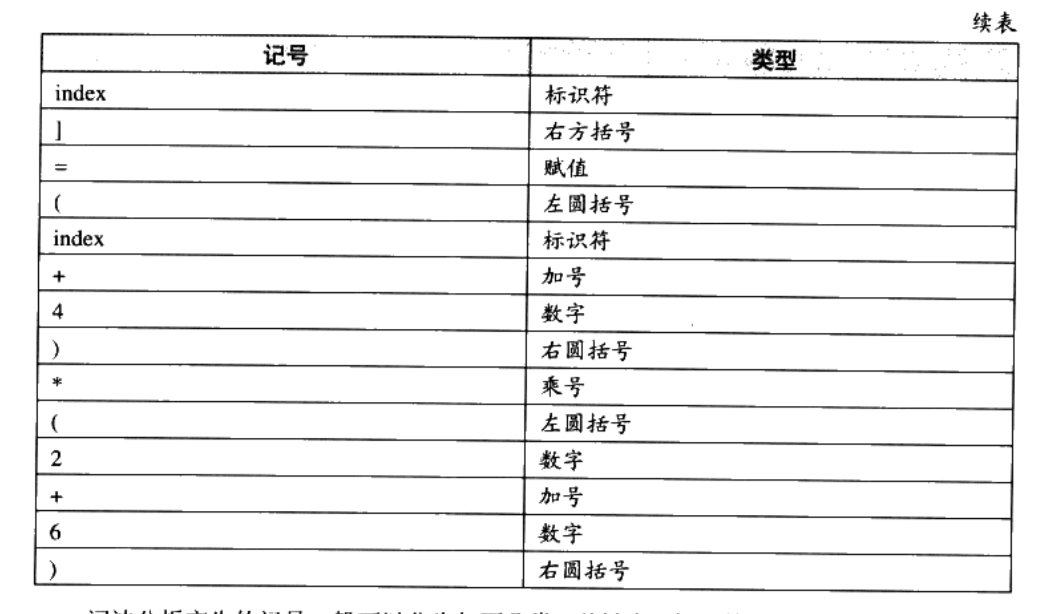 续表
记号 类型
index 标识符
] 右方括号
= 赋值
( 左圆括号
index 标识符
+ 加号
4 数字
) 右圆括号
* 乘号
( 左圆括号
2 数字
+ 加号
6 数字
) 右圆括号